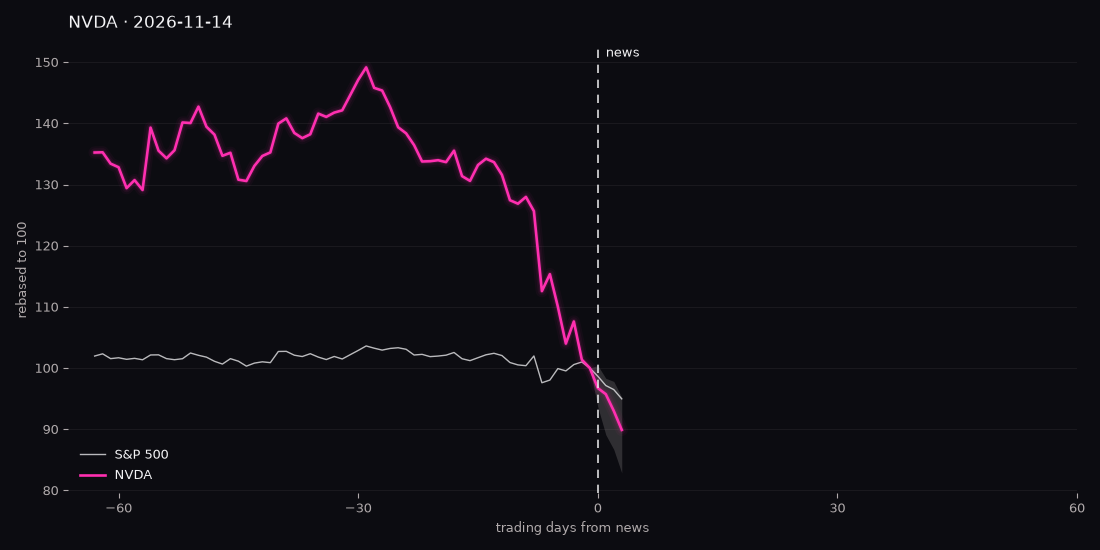 NVDA · 2026-11-14
news
150
140
130
120
110
100
90
80
rebased to 100
S&P 500
NVDA
−60
−30
0
30
60
trading days from news